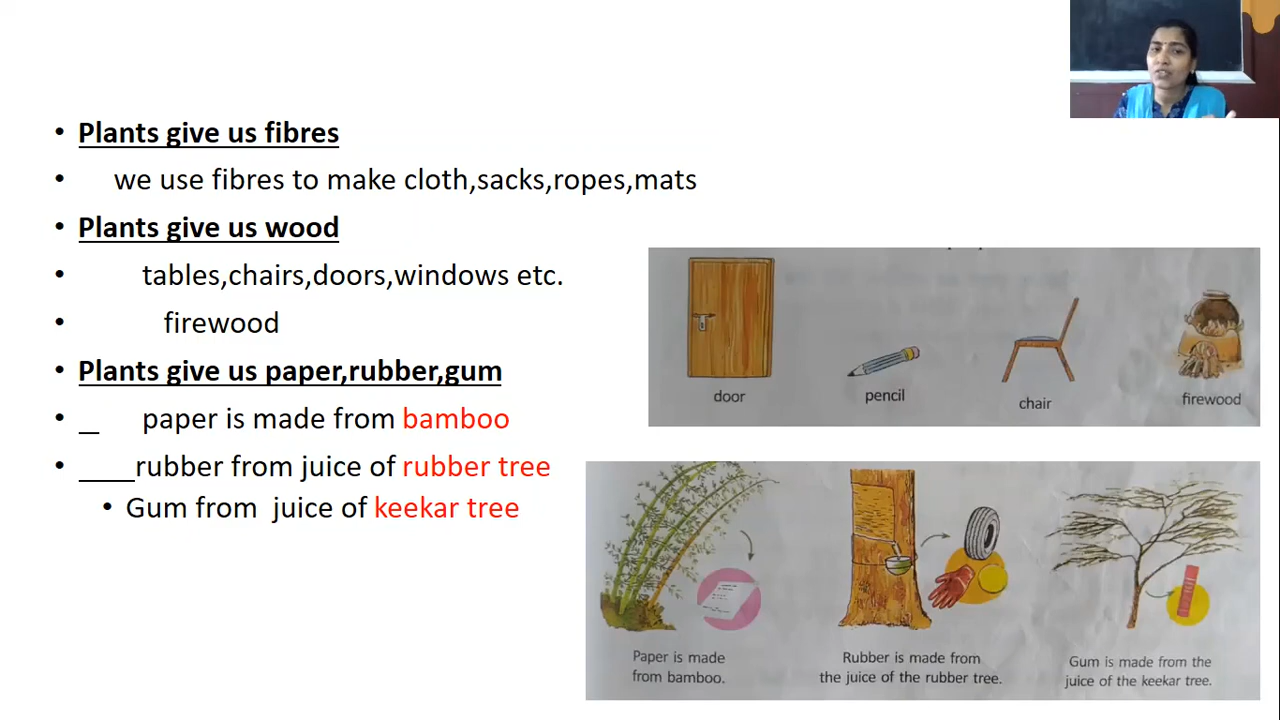 • Plants give us fibres
• we use fibres to make cloth,sacks,ropes,mats
• Plants give us wood
• tables,chairs,doors,windows etc.
• firewood
• Plants give us paper,rubber,gum
• _ paper is made from bamboo
• ____rubber from juice of rubber tree
• Gum from juice of keekar tree
door
pencil
chair
firewood
Paper is made
from bamboo.
Rubber is made from
the juice of the rubber tree.
Gum is made from the
juice of the keekar tree.